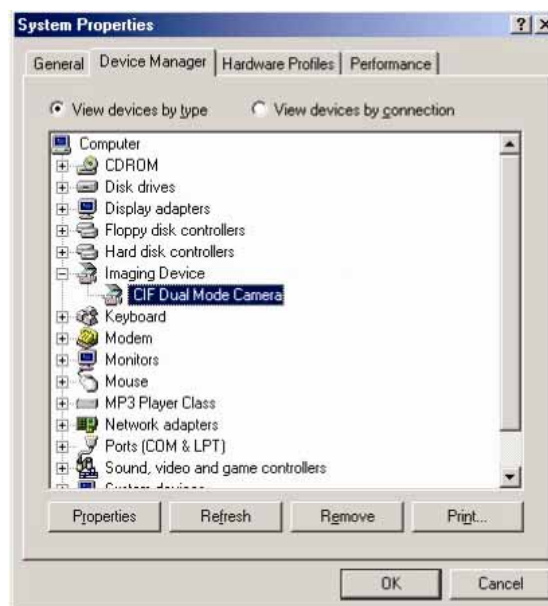 System Properties
? ×
General Device Manager Hardware Profiles Performance
View devices by type View devices by connection
Computer
CDROM
Disk drives
Display adapters
Floppy disk controllers
Hard disk controllers
Imaging Device
CIF Dual Mode Camera
Keyboard
Modem
Monitors
Mouse
MP3 Player Class
Network adapters
Ports (COM & LPT)
Sound, video and game controllers
System devices
Properties Refresh Remove Print...
OK Cancel